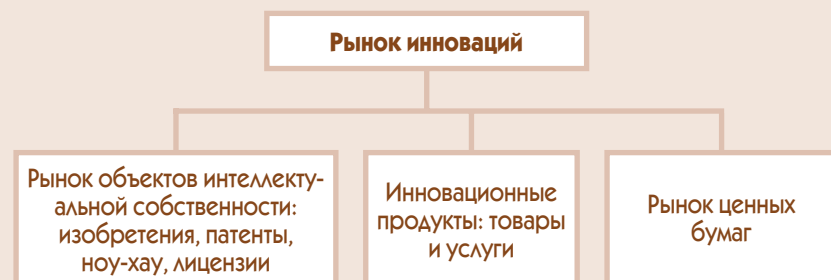 Рынок инноваций
Рынок объектов интеллекту-
альной собственности:
изобретения, патенты,
ноу-хау, лицензии
Инновационные
продукты: товары
и услуги
Рынок ценных
бумаг